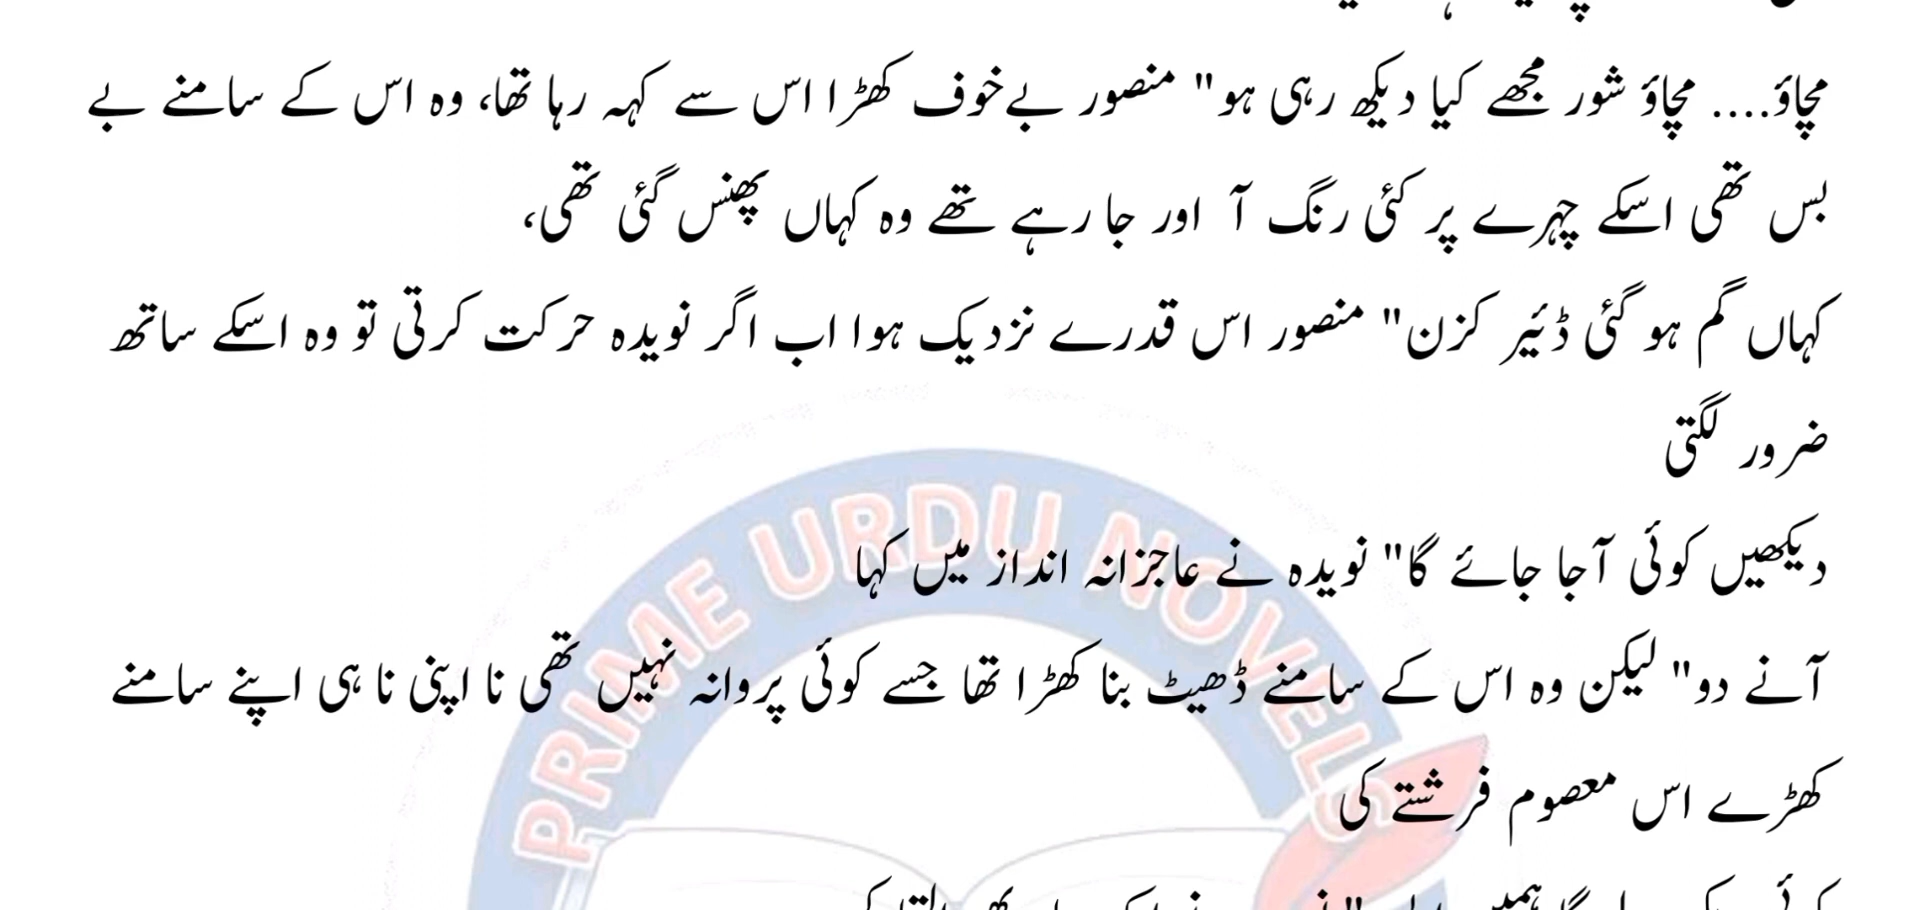 مچاؤ.... مچاؤ شور مجھے کیا دیکھ رہی ہو" منصور بےخوف کھڑا اس سے کہہ رہا تھا، وہ اس کے سامنے بے
بس تھی اسکے چہرے پر کئی رنگ آ اور جا رہے تھے وہ کہاں پھنس گئی تھی،
کہاں گم ہو گئی ڈئیر کزن" منصور اس قدرے نزدیک ہوا اب اگر نویدہ حرکت کرتی تو وہ اسکے ساتھ
ضرور لگتی
دیکھیں کوئی آجا جائے گا" نویدہ نے عاجزانہ انداز میں کہا
آنے دو" لیکن وہ اس کے سامنے ڈھیٹ بنا کھڑا تھا جسے کوئی پروانہ نہیں تھی نا اپنی نا ہی اپنے سامنے
کھڑے اس معصوم فرشتے کی
PRIME URDU NOVELS